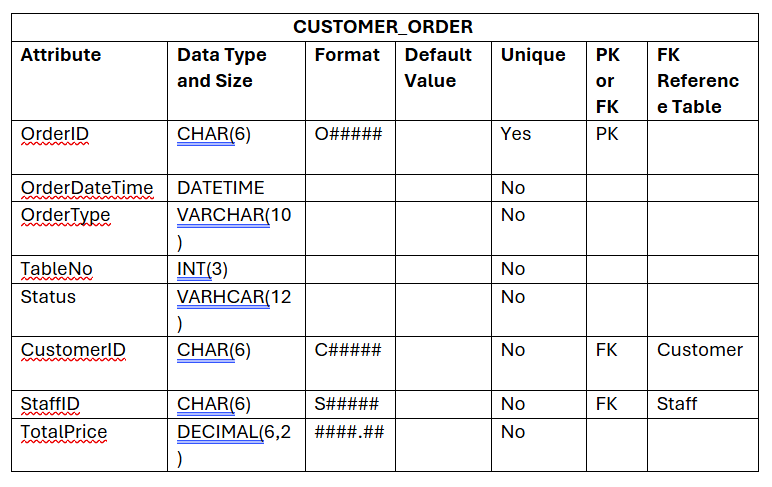 CUSTOMER_ORDER
Attribute Data Type and Size Format Default Value Unique PK or FK FK Referenc e Table
OrderID CHAR(6) O##### Yes PK
OrderDateTime DATETIME No
OrderType VARCHAR(10 ) No
TableNo INT(3) No
Status VARHCAR(12 ) No
CustomerID CHAR(6) C##### No FK Customer
StaffID CHAR(6) S##### No FK Staff
TotalPrice DECIMAL(6,2 ) ####.## No